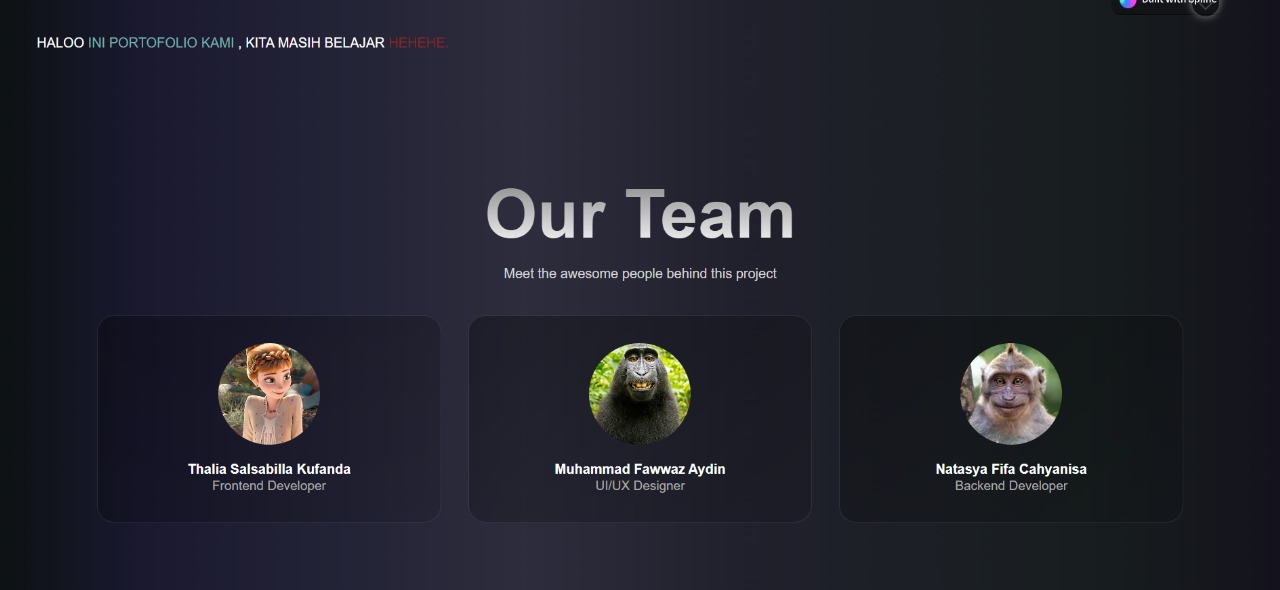 Built with Spline
HALOO INI PORTOFOLIO KAMI , KITA MASIH BELAJAR HEHEHE.
Our Team
Meet the awesome people behind this project
Thalia Salsabilla Kufanda
Frontend Developer
Muhammad Fawwaz Aydin
UI/UX Designer
Natasya Fifa Cahyanisa
Backend Developer